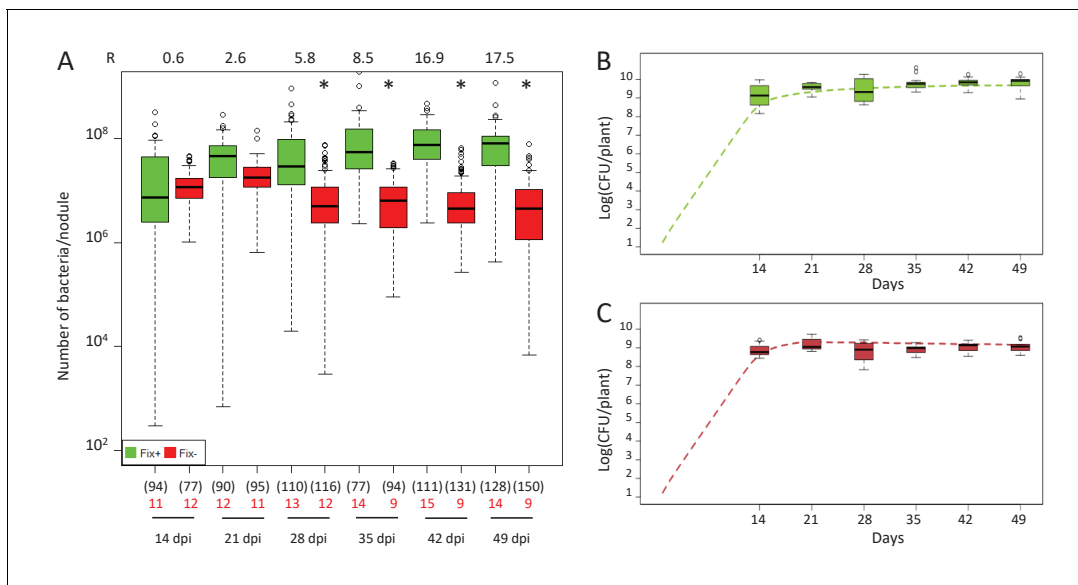 A
R 0.6 2.6 5.8 8.5 16.9 17.5
* * * *
Number of bacteria/nodule
10^8
10^6
10^4
10^2
Fix+ Fix-
(94) (77) (90) (95) (110) (116) (77) (94) (111) (131) (128) (150)
11 12 12 11 13 12 14 9 15 9 14 9
14 dpi 21 dpi 28 dpi 35 dpi 42 dpi 49 dpi
B
Log(CFU/plant)
10
9
8
7
6
5
4
3
2
1
14 21 28 35 42 49
Days
C
Log(CFU/plant)
10
9
8
7
6
5
4
3
2
1
14 21 28 35 42 49
Days